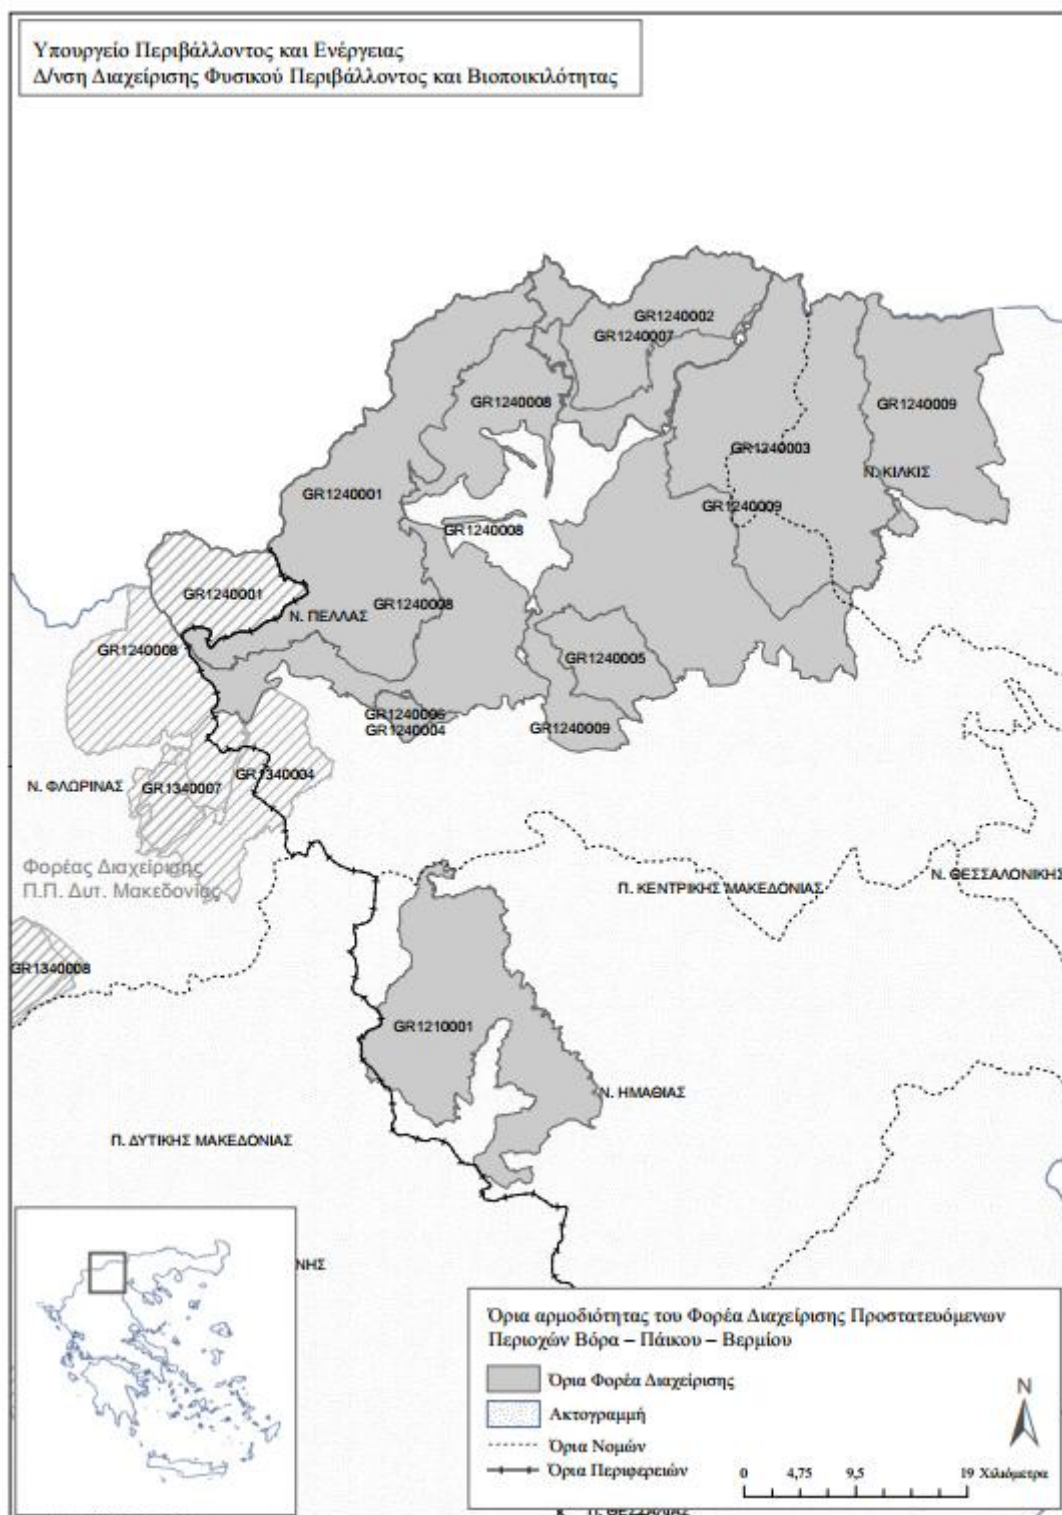 Υπουργείο Περιβάλλοντος και Ενέργειας
Δ/νση Διαχείρισης Φυσικού Περιβάλλοντος και Βιοποικιλότητας
GR1240002
GR1240007
GR1240008
GR1240009
GR1240003
Ν. ΚΙΛΚΙΣ
GR1240001
GR1240009
GR1240008
GR1240001
GR1240008
Ν. ΠΕΛΛΑΣ
GR1240008
GR1240005
GR1240006
GR1240004
GR1240009
GR1340004
Ν. ΦΛΩΡΙΝΑΣ
GR1340007
Φορέας Διαχείρισης
Π.Π. Δυτ. Μακεδονίας
Π. ΚΕΝΤΡΙΚΗΣ ΜΑΚΕΔΟΝΙΑΣ
Ν. ΘΕΣΣΑΛΟΝΙΚΗΣ
GR1340008
GR1210001
Ν. ΗΜΑΘΙΑΣ
Π. ΔΥΤΙΚΗΣ ΜΑΚΕΔΟΝΙΑΣ
ΝΗΣ
Όρια αρμοδιότητας του Φορέα Διαχείρισης Προστατευόμενων
Περιοχών Βόρα – Πάικου – Βερμίου
Όρια Φορέα Διαχείρισης
Ακτογραμμή
Όρια Νομών
Όρια Περιφερειών
N
0 4,75 9,5 19 Χιλιόμετρα
Π. ΘΕΣΣΑΛΙΑΣ